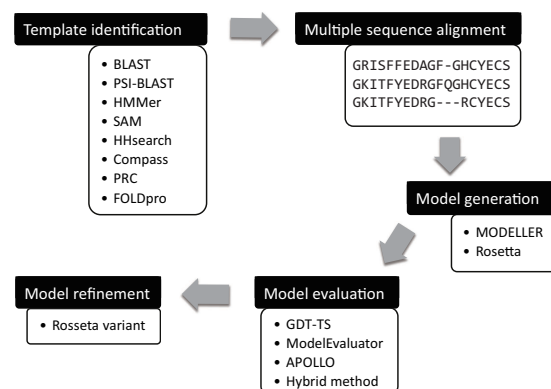 Template identification
• BLAST
• PSI-BLAST
• HMMer
• SAM
• HHsearch
• Compass
• PRC
• FOLDpro
Multiple sequence alignment
GRISFFEDAGF-GHCYECS
GKITFYEDRGFQGHCYECS
GKITFYEDRG---RCYECS
Model generation
• MODELLER
• Rosetta
Model evaluation
• GDT-TS
• ModelEvaluator
• APOLLO
• Hybrid method
Model refinement
• Rosseta variant